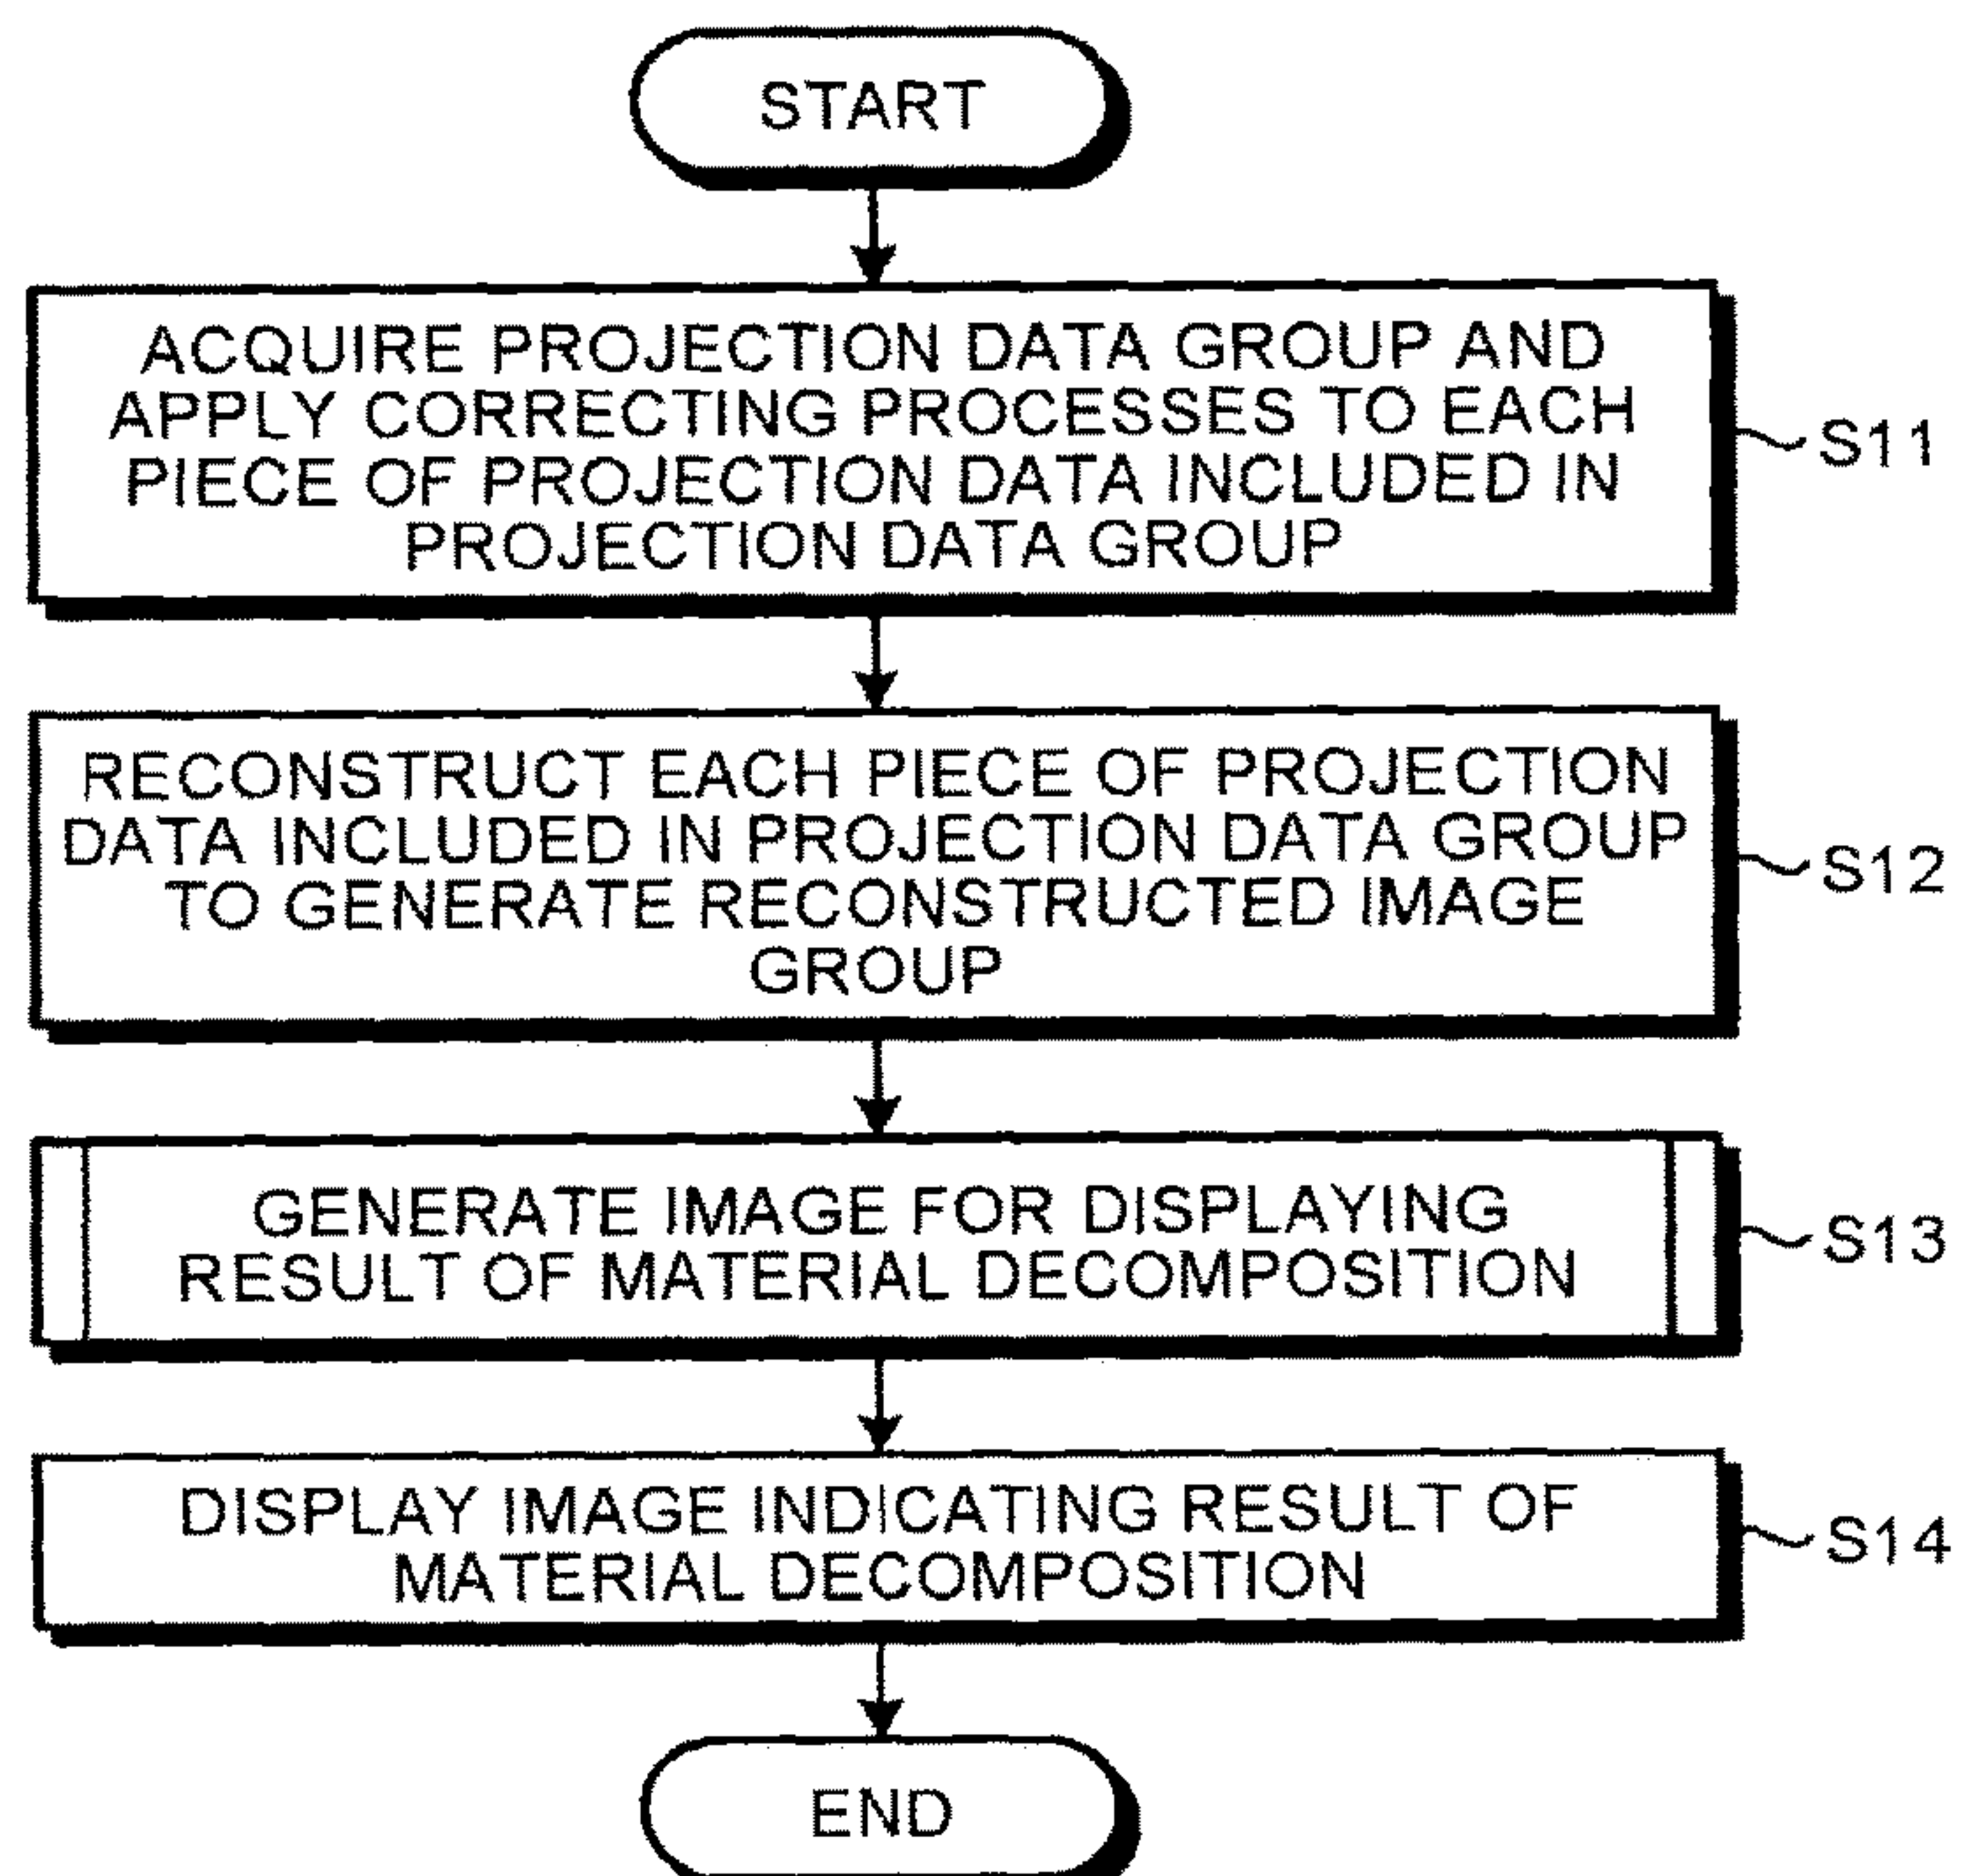 START
ACQUIRE PROJECTION DATA GROUP AND
APPLY CORRECTING PROCESSES TO EACH
PIECE OF PROJECTION DATA INCLUDED IN
PROJECTION DATA GROUP
S11
RECONSTRUCT EACH PIECE OF PROJECTION
DATA INCLUDED IN PROJECTION DATA GROUP
TO GENERATE RECONSTRUCTED IMAGE
GROUP
S12
GENERATE IMAGE FOR DISPLAYING
RESULT OF MATERIAL DECOMPOSITION
S13
DISPLAY IMAGE INDICATING RESULT OF
MATERIAL DECOMPOSITION
S14
END